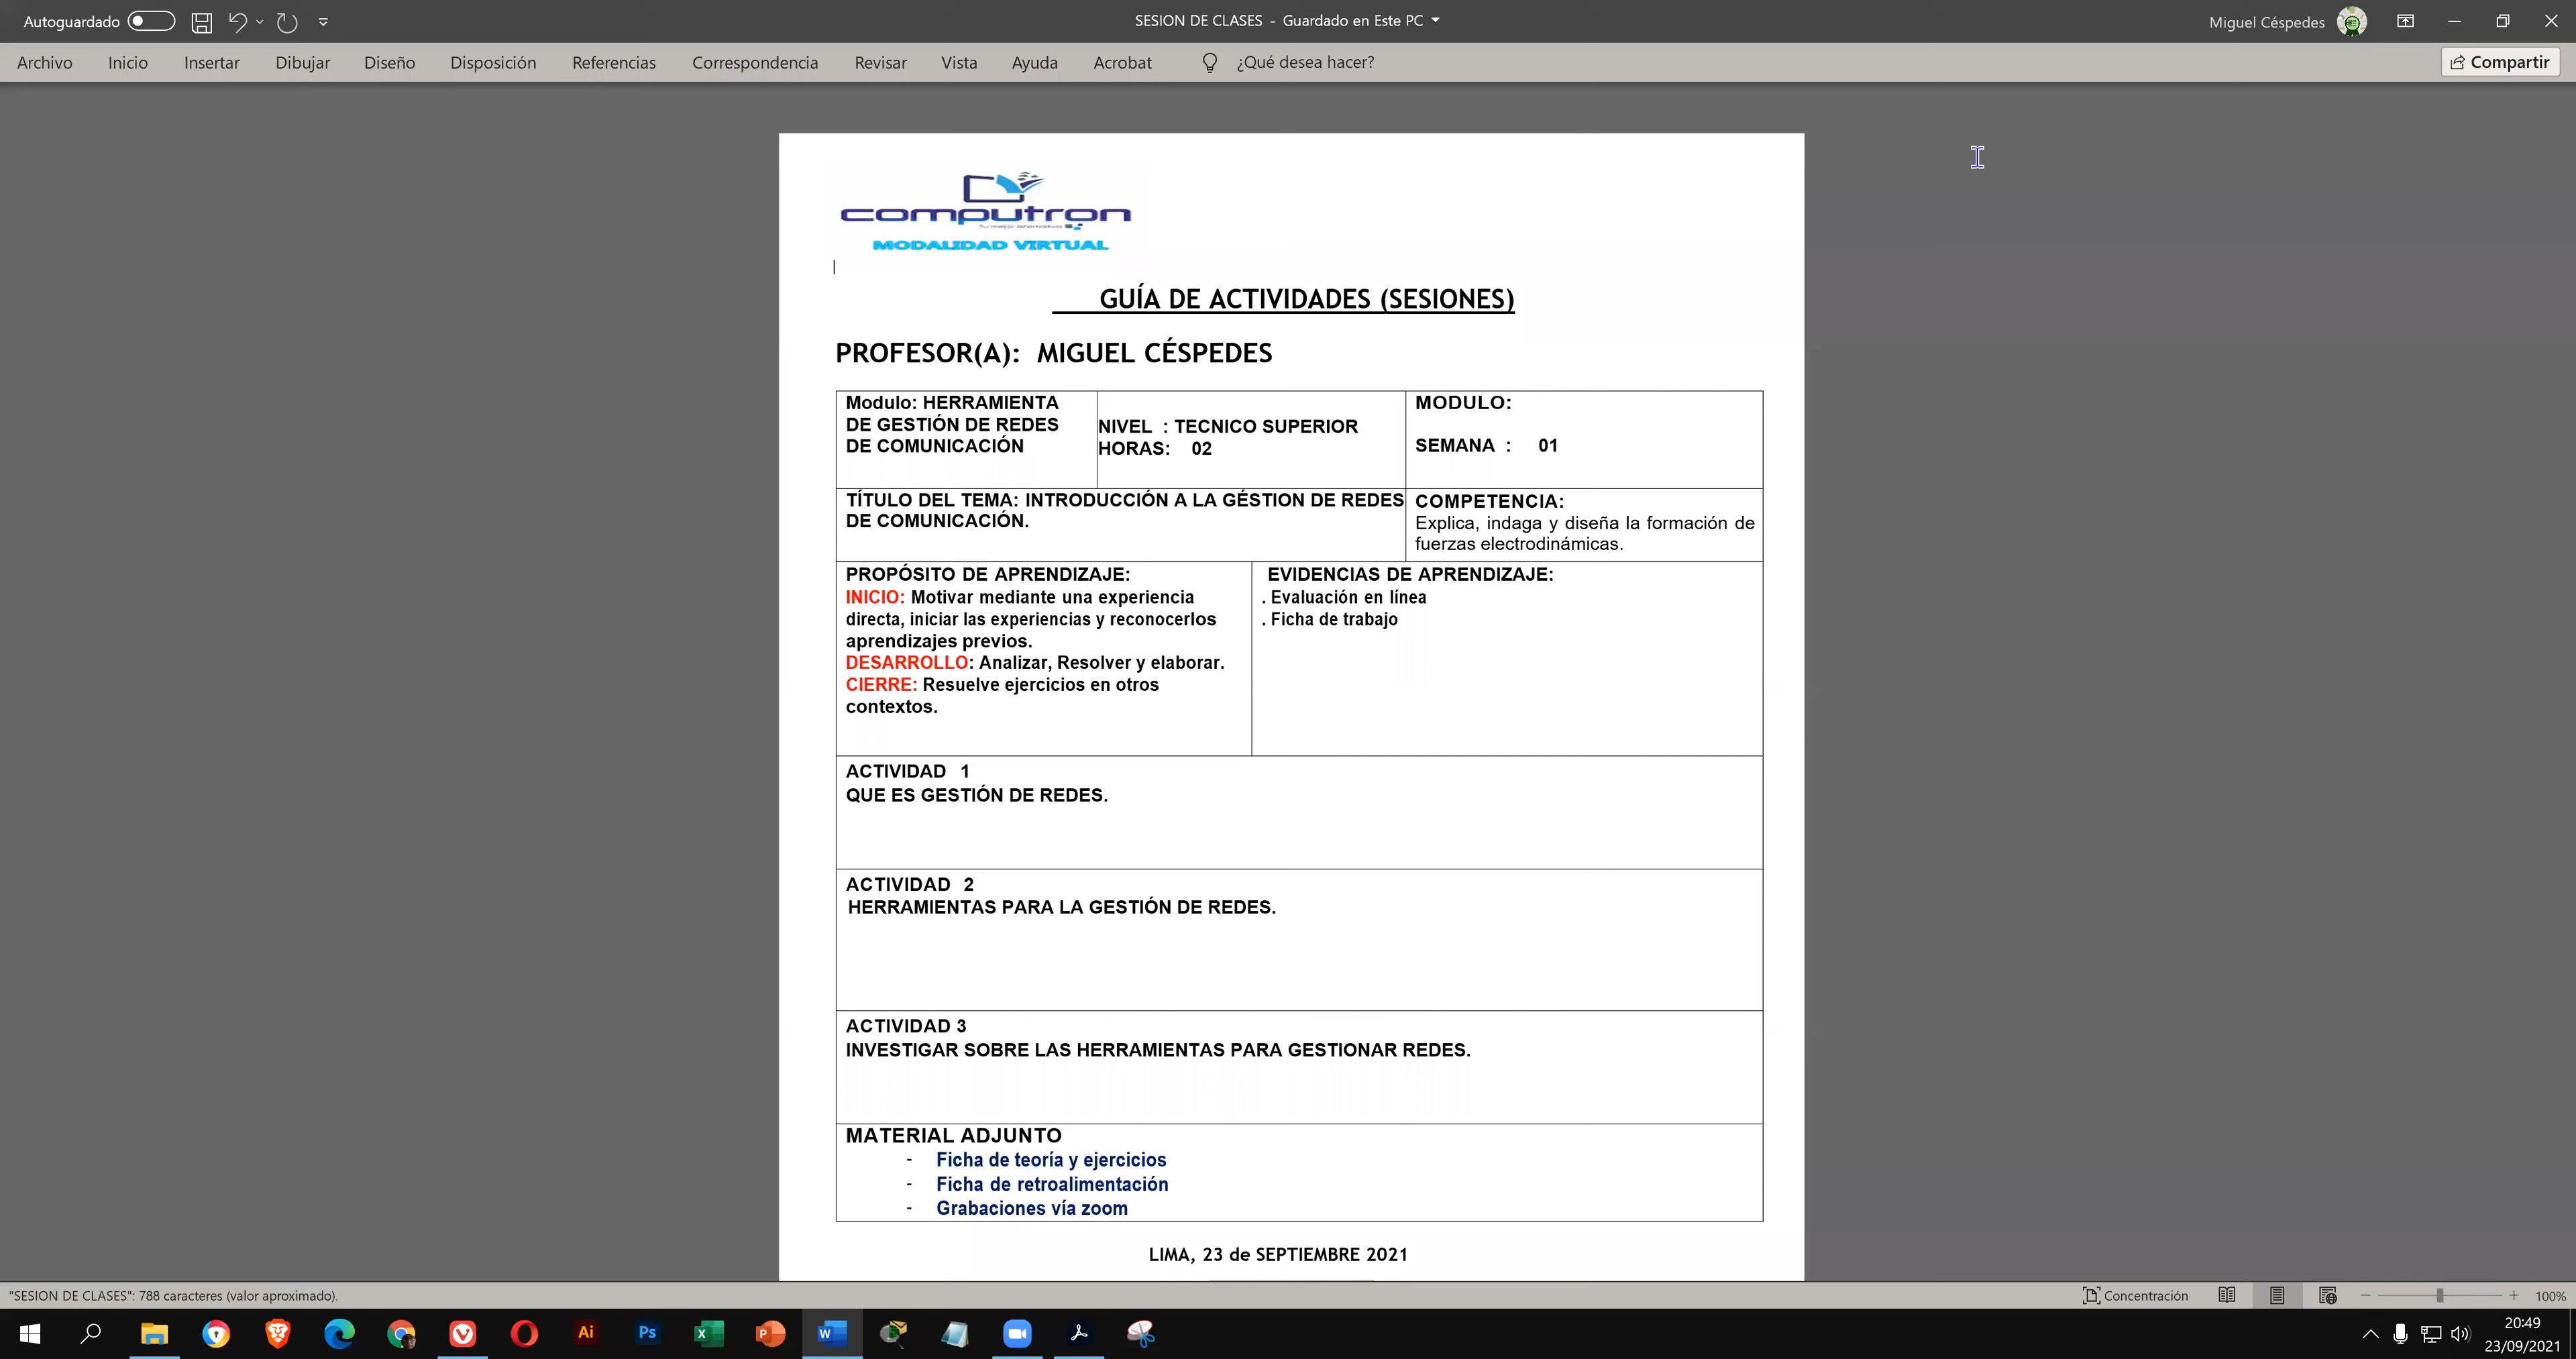 Autoguardado
SESION DE CLASES - Guardado en Este PC
Miguel Céspedes
Archivo Inicio Insertar Dibujar Diseño Disposición Referencias Correspondencia Revisar Vista Ayuda Acrobat ¿Qué desea hacer? Compartir
computron
Tu mejor alternativa
MODALIDAD VIRTUAL
GUÍA DE ACTIVIDADES (SESIONES)
PROFESOR(A): MIGUEL CÉSPEDES
Modulo: HERRAMIENTA
DE GESTIÓN DE REDES
DE COMUNICACIÓN
NIVEL : TECNICO SUPERIOR
HORAS: 02
MODULO:
SEMANA : 01
TÍTULO DEL TEMA: INTRODUCCIÓN A LA GÉSTION DE REDES
DE COMUNICACIÓN.
COMPETENCIA:
Explica, indaga y diseña la formación de
fuerzas electrodinámicas.
PROPÓSITO DE APRENDIZAJE:
INICIO: Motivar mediante una experiencia
directa, iniciar las experiencias y reconocerlos
aprendizajes previos.
DESARROLLO: Analizar, Resolver y elaborar.
CIERRE: Resuelve ejercicios en otros
contextos.
EVIDENCIAS DE APRENDIZAJE:
. Evaluación en línea
. Ficha de trabajo
ACTIVIDAD 1
QUE ES GESTIÓN DE REDES.
ACTIVIDAD 2
HERRAMIENTAS PARA LA GESTIÓN DE REDES.
ACTIVIDAD 3
INVESTIGAR SOBRE LAS HERRAMIENTAS PARA GESTIONAR REDES.
MATERIAL ADJUNTO
- Ficha de teoría y ejercicios
- Ficha de retroalimentación
- Grabaciones vía zoom
LIMA, 23 de SEPTIEMBRE 2021
"SESION DE CLASES": 788 caracteres (valor aproximado).
Concentración
100%
Ai
Ps
X
P
W
20:49
23/09/2021